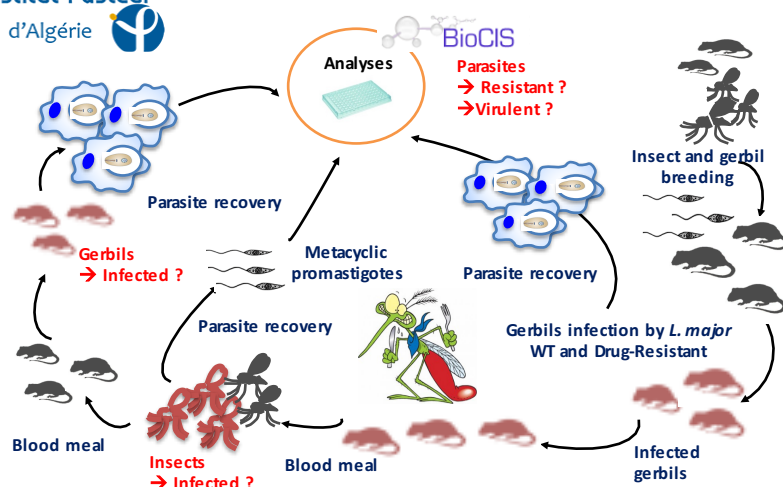 d'Algérie
BioCIS
Analyses
Parasites
→ Resistant ?
→Virulent ?
Insect and gerbil
breeding
Parasite recovery
Gerbils
→ Infected ?
Metacyclic
promastigotes
Parasite recovery
Parasite recovery
Gerbils infection by L. major
WT and Drug-Resistant
Blood meal
Insects
→ Infected ?
Blood meal
Infected
gerbils